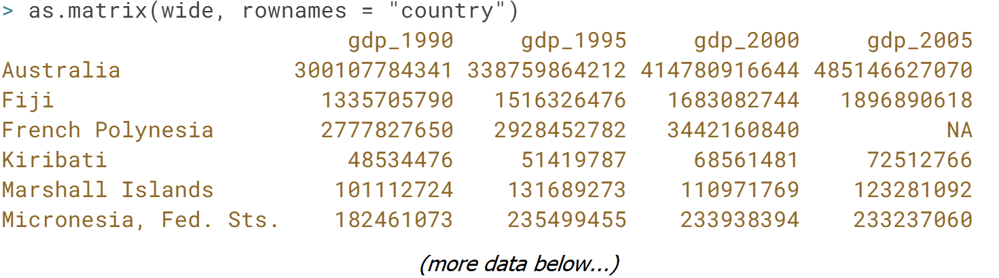 > as.matrix(wide, rownames = "country")
gdp_1990 gdp_1995 gdp_2000 gdp_2005
Australia 300107784341 338759864212 414780916644 485146627070
Fiji 1335705790 1516326476 1683082744 1896890618
French Polynesia 2777827650 2928452782 3442160840 NA
Kiribati 48534476 51419787 68561481 72512766
Marshall Islands 101112724 131689273 110971769 123281092
Micronesia, Fed. Sts. 182461073 235499455 233938394 233237060
(more data below...)